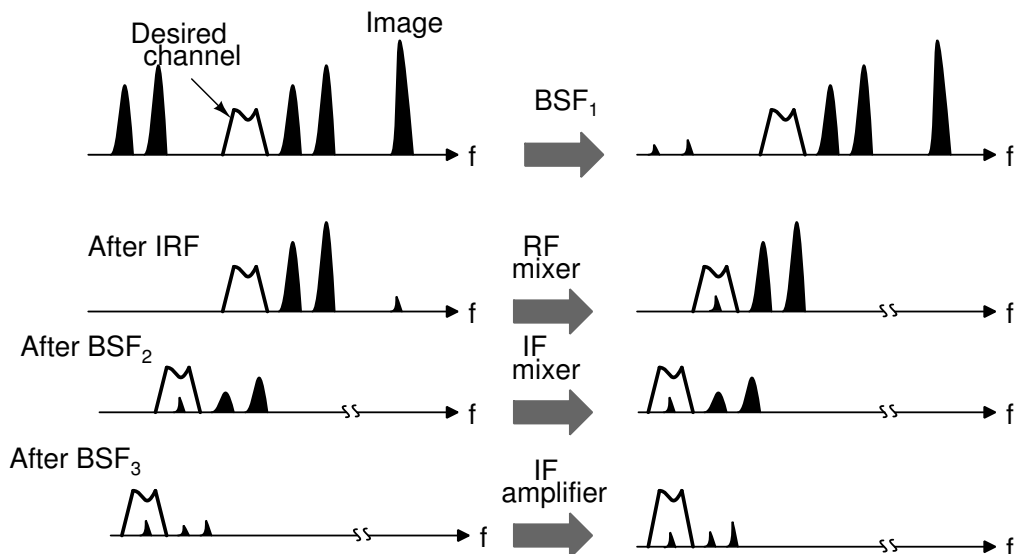 Desired
channel
Image
f
BSF1
f
After IRF
f
RF
mixer
f
After BSF2
f
IF
mixer
f
After BSF3
f
IF
amplifier
f